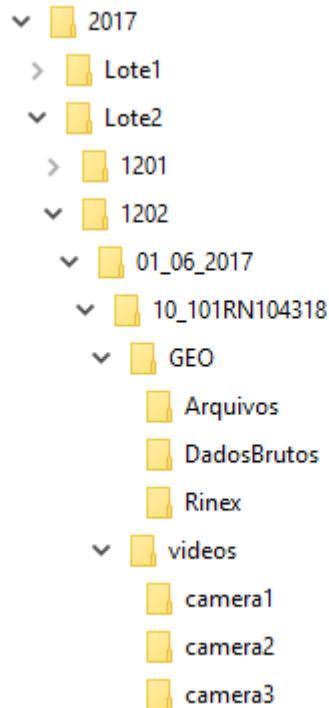 2017
Lote1
Lote2
1201
1202
01_06_2017
10_101RN104318
GEO
Arquivos
DadosBrutos
Rinex
videos
camera1
camera2
camera3